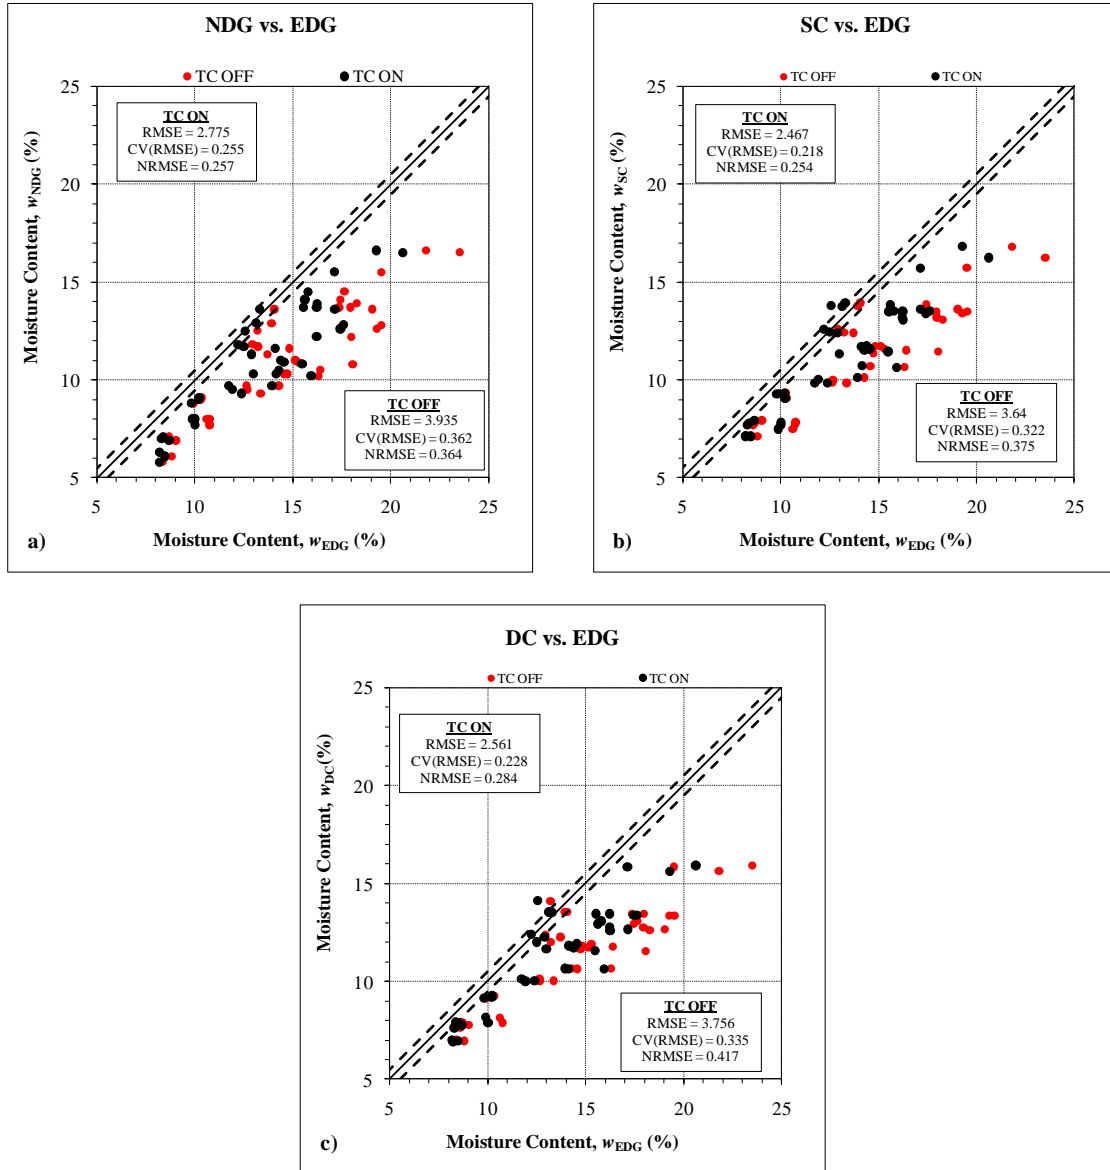 NDG vs. EDG
TC OFF
TC ON
25
20
15
10
5
5
10
15
20
25
Moisture Content, wNDG (%)
TC ON
RMSE = 2.775
CV(RMSE) = 0.255
NRMSE = 0.257
TC OFF
RMSE = 3.935
CV(RMSE) = 0.362
NRMSE = 0.364
a)
Moisture Content, wEDG (%)
SC vs. EDG
TC OFF
TC ON
25
20
15
10
5
5
10
15
20
25
Moisture Content, wSC (%)
TC ON
RMSE = 2.467
CV(RMSE) = 0.218
NRMSE = 0.254
TC OFF
RMSE = 3.64
CV(RMSE) = 0.322
NRMSE = 0.375
b)
Moisture Content, wEDG (%)
DC vs. EDG
TC OFF
TC ON
25
20
15
10
5
5
10
15
20
25
Moisture Content, wDC (%)
TC ON
RMSE = 2.561
CV(RMSE) = 0.228
NRMSE = 0.284
TC OFF
RMSE = 3.756
CV(RMSE) = 0.335
NRMSE = 0.417
c)
Moisture Content, wEDG (%)